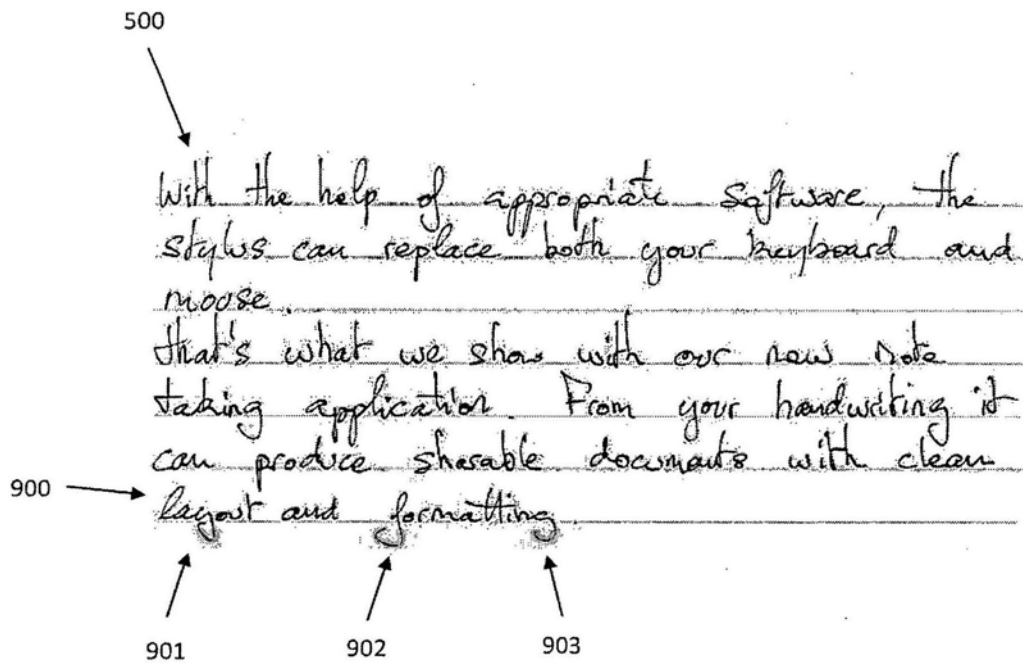 500
With the help of appropriate software, the
stylus can replace both your keyboard and
mouse.
that's what we show with our new note
taking application. From your handwriting it
can produce sharable documents with clean
900
layout and formatting.
901 902 903